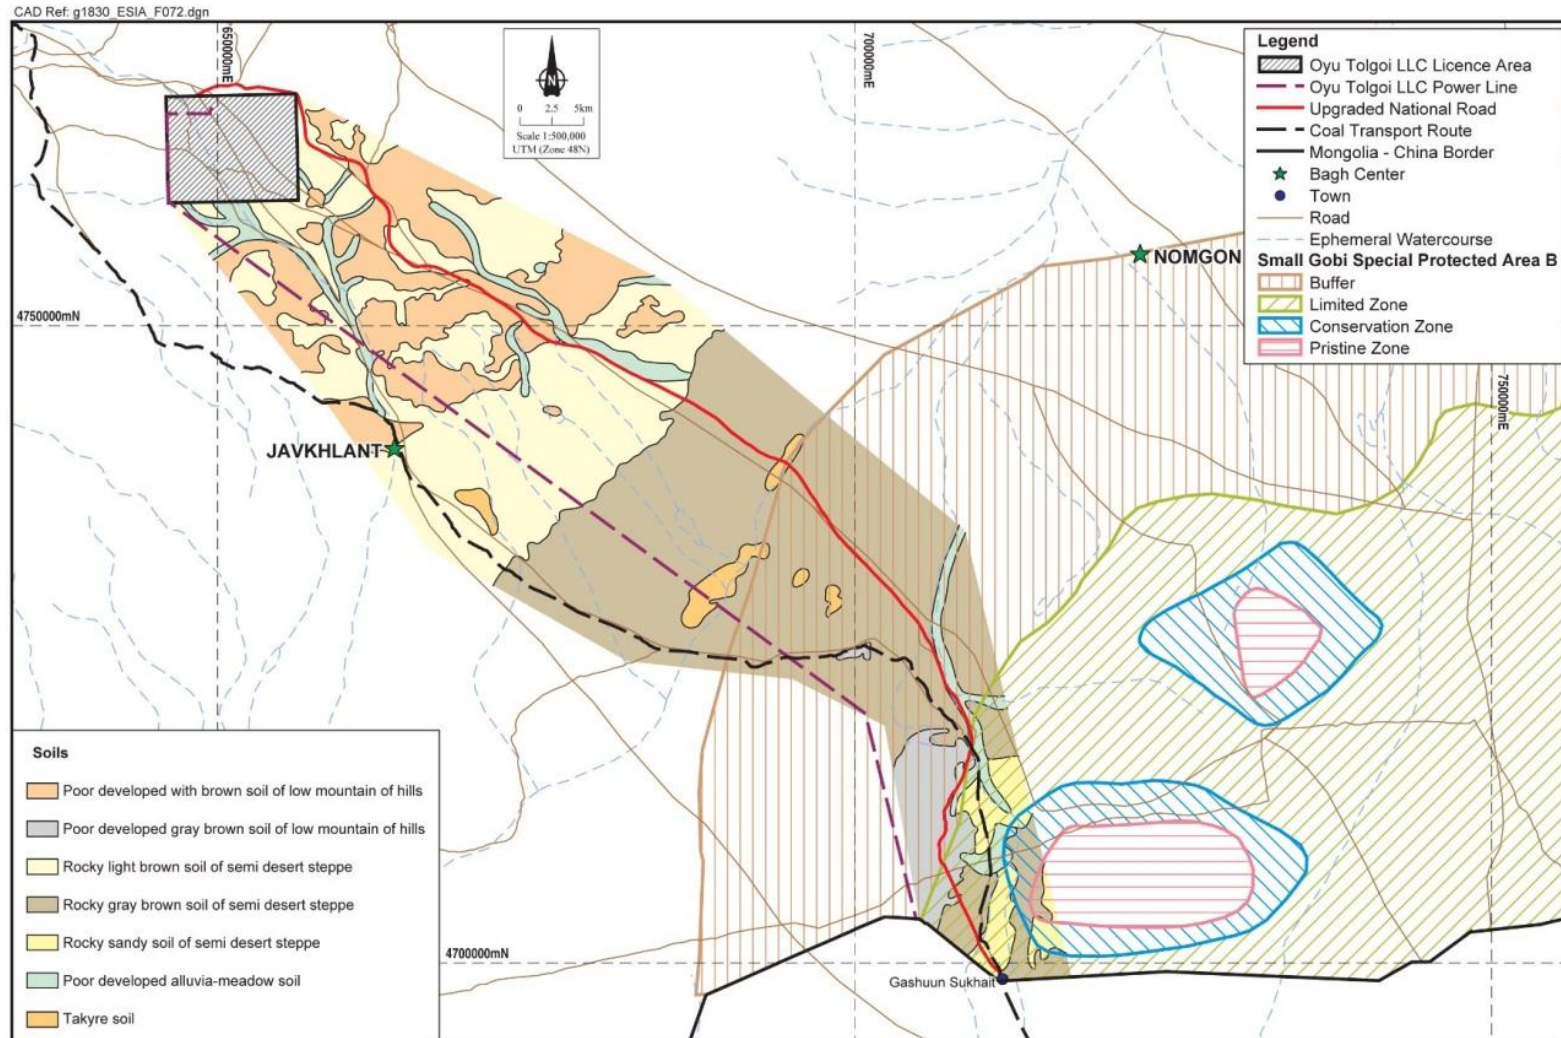 CAD Ref: g1830_ESIA_F072.dgn
650000mE
700000mE
N
0 2.5 5km
Scale 1:500,000
UTM (Zone 48N)
Legend
Oyu Tolgoi LLC Licence Area
Oyu Tolgoi LLC Power Line
Upgraded National Road
Coal Transport Route
Mongolia - China Border
Bagh Center
Town
Road
Ephemeral Watercourse
Small Gobi Special Protected Area B
Buffer
Limited Zone
Conservation Zone
Pristine Zone
NOMGON
4750000mN
750000mE
JAVKHLANT
Soils
Poor developed with brown soil of low mountain of hills
Poor developed gray brown soil of low mountain of hills
Rocky light brown soil of semi desert steppe
Rocky gray brown soil of semi desert steppe
Rocky sandy soil of semi desert steppe
Poor developed alluvia-meadow soil
Takyre soil
4700000mN
Gashuun Sukhait